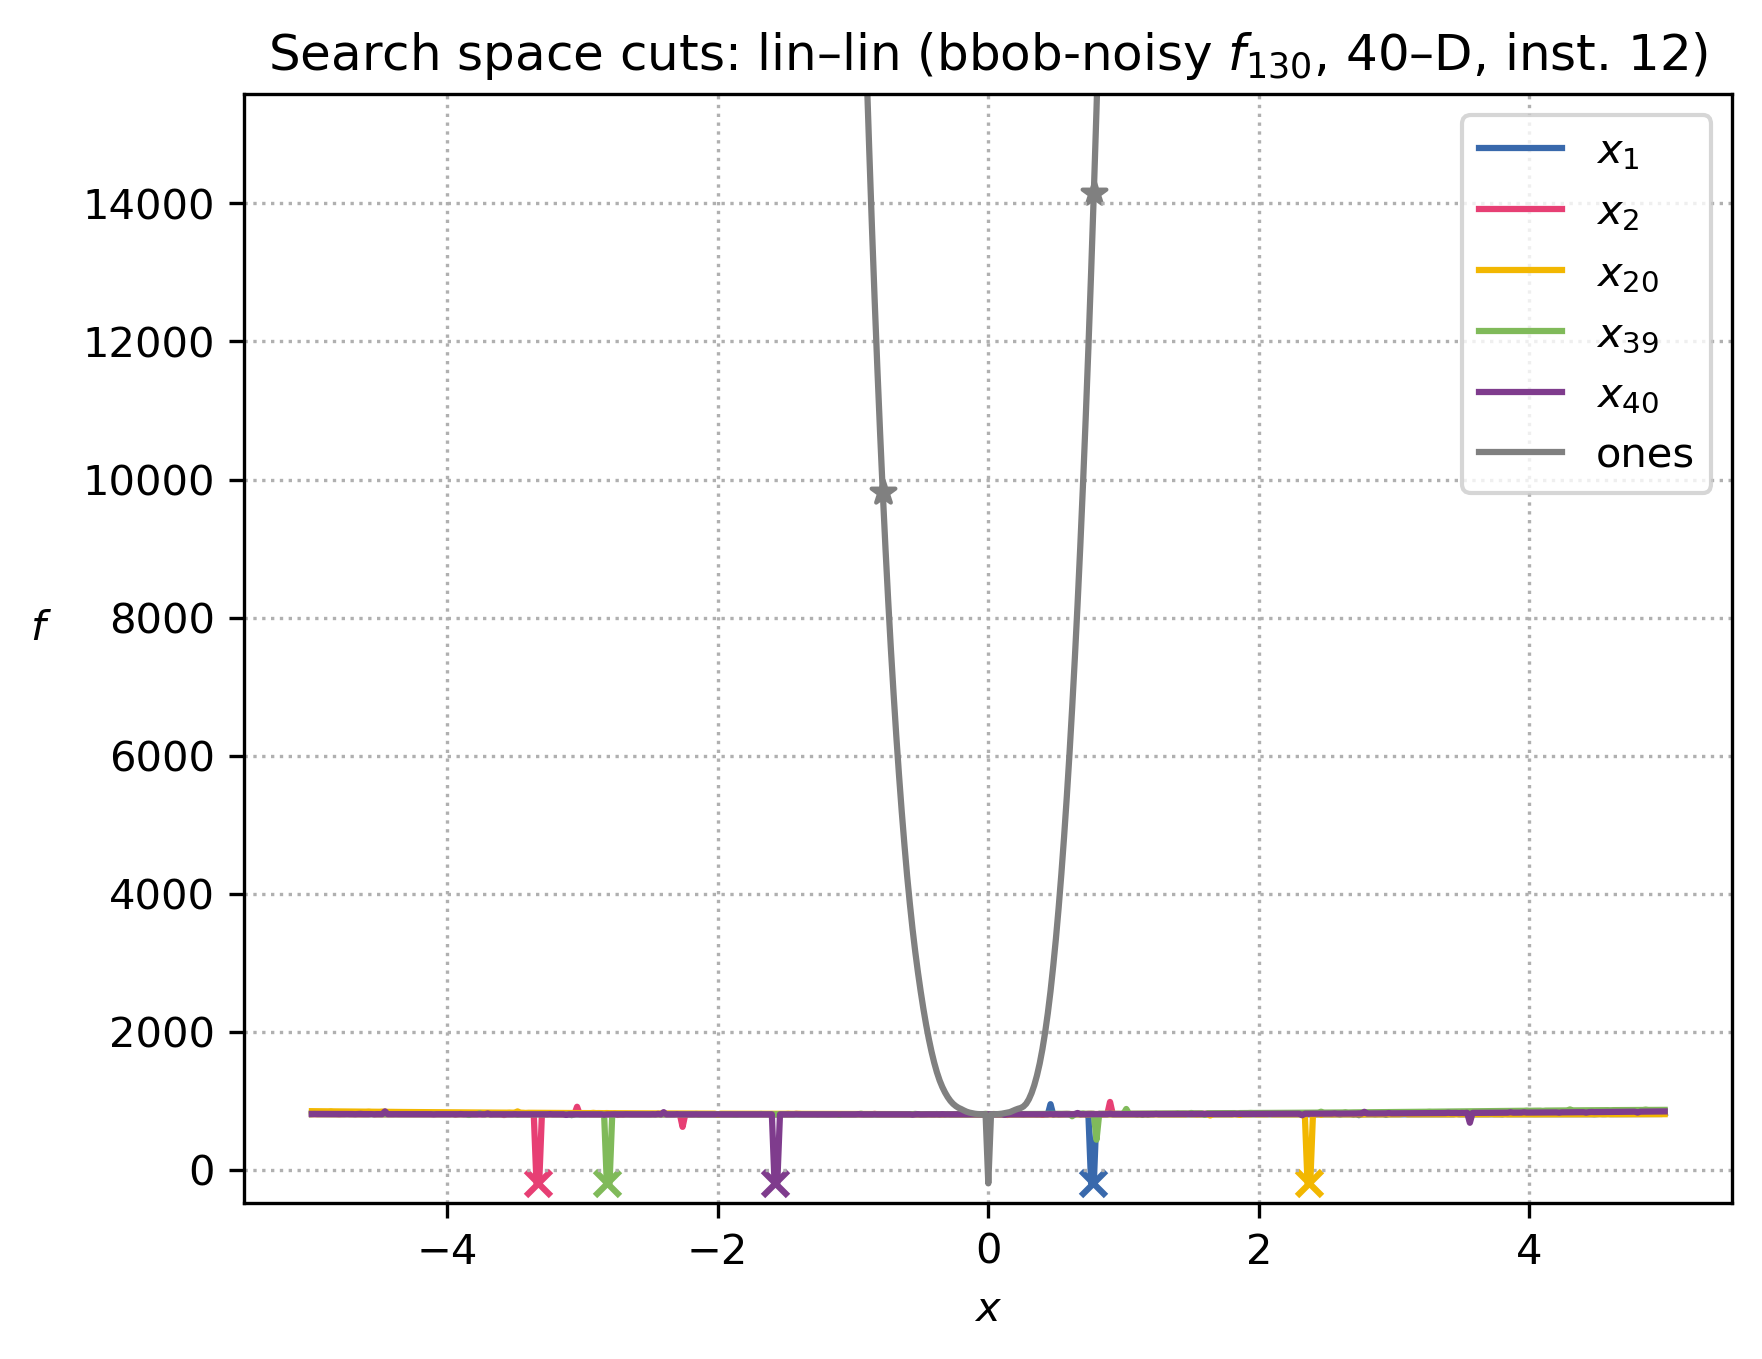 Search space cuts: lin–lin (bbob-noisy f₁₃₀, 40–D, inst. 12)
14000
12000
10000
8000
6000
4000
2000
0
f
−4
−2
0
2
4
x
x₁
x₂
x₂₀
x₃₉
x₄₀
ones